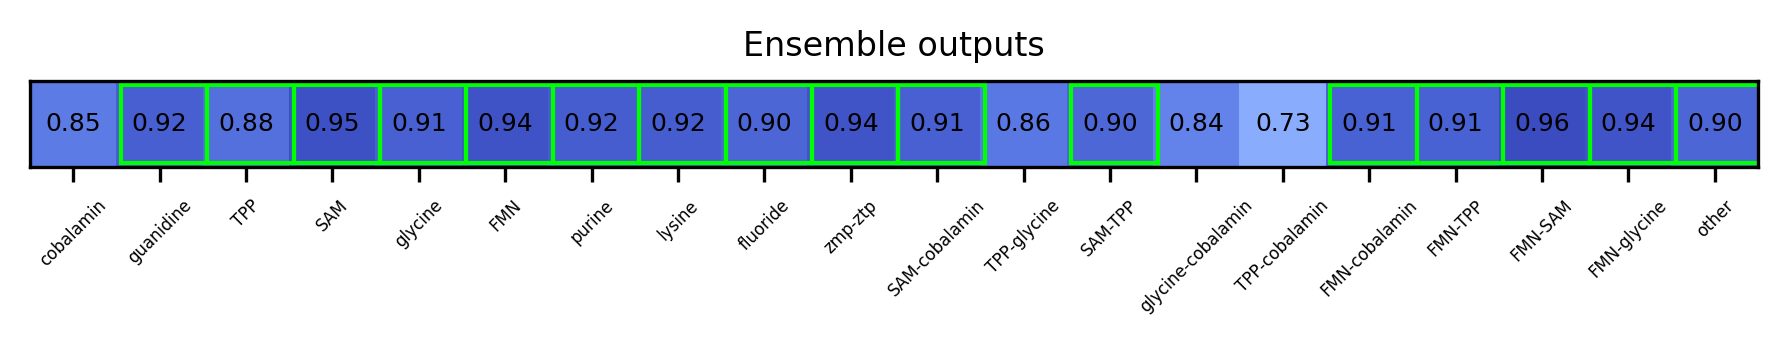 Ensemble outputs
0.85 0.92 0.88 0.95 0.91 0.94 0.92 0.92 0.90 0.94 0.91 0.86 0.90 0.84 0.73 0.91 0.91 0.96 0.94 0.90
cobalamin guanidine TPP SAM glycine FMN purine lysine fluoride zmp-ztp SAM-cobalamin TPP-glycine SAM-TPP glycine-cobalamin TPP-cobalamin FMN-cobalamin FMN-TPP FMN-SAM FMN-glycine other